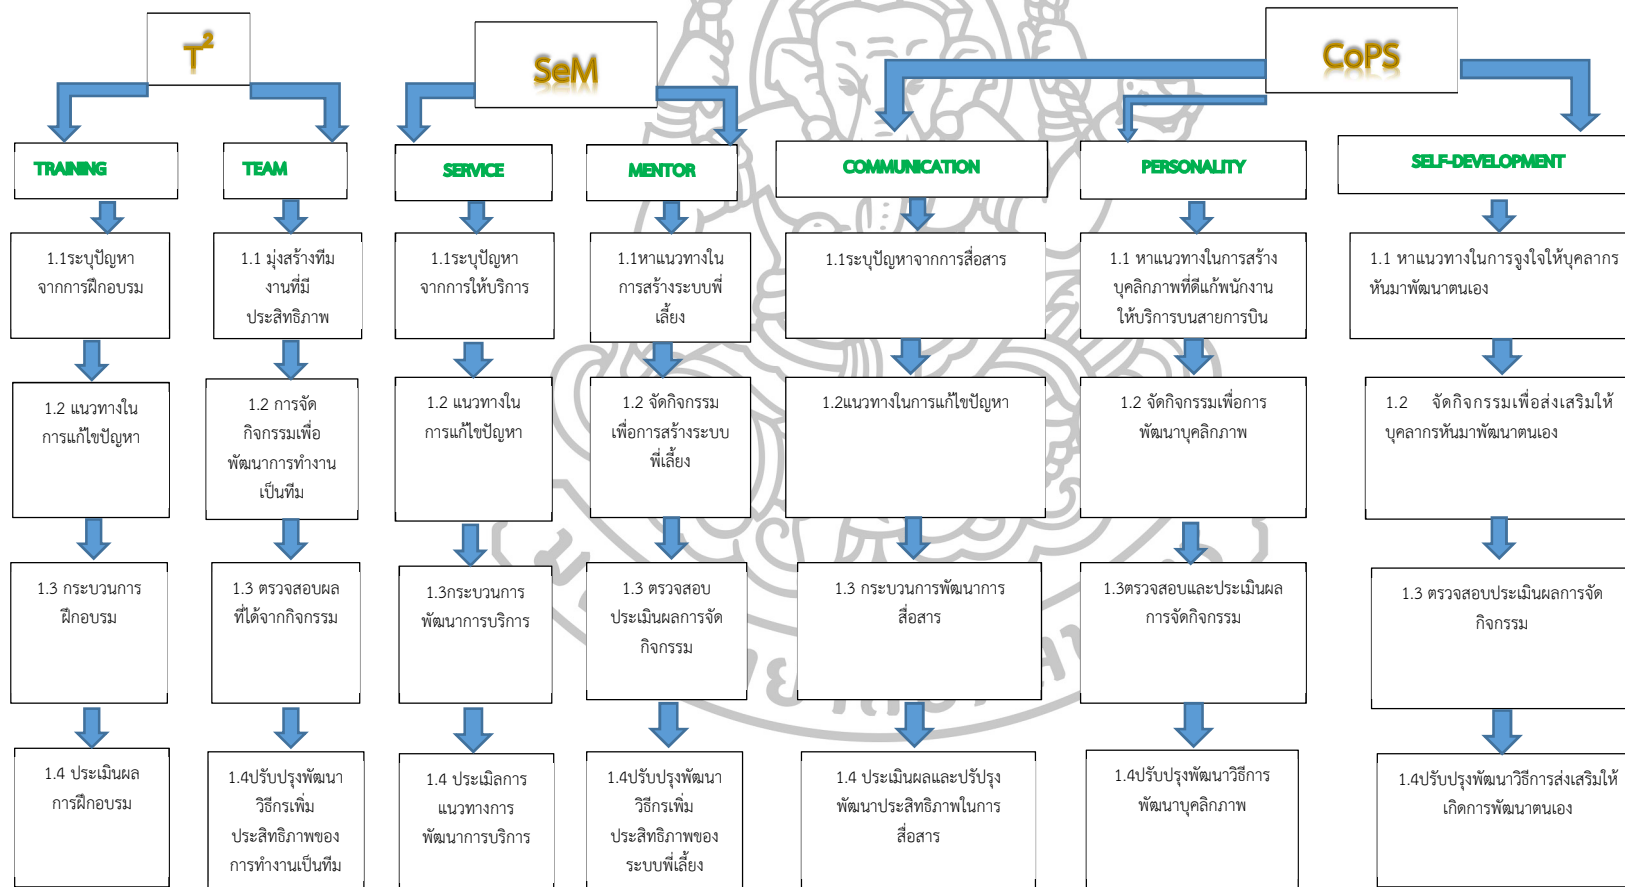 T²
SeM
CoPS
TRAINING
TEAM
SERVICE
MENTOR
COMMUNICATION
PERSONALITY
SELF-DEVELOPMENT
1.1ระบุปัญหา
จากการฝึกอบรม
1.1 มุ่งสร้างทีม
งานที่มี
ประสิทธิภาพ
1.1ระบุปัญหา
จากการให้บริการ
1.1หาแนวทางใน
การสร้างระบบพี่
เลี้ยง
1.1ระบุปัญหาจากการสื่อสาร
1.1 หาแนวทางในการสร้าง
บุคลิกภาพที่ดีแก้พนักงาน
ให้บริการบนสายการบิน
1.1 หาแนวทางในการจูงใจให้บุคลากร
หันมาพัฒนาตนเอง
1.2 แนวทางใน
การแก้ไขปัญหา
1.2 การจัด
กิจกรรมเพื่อ
พัฒนาการทำงาน
เป็นทีม
1.2 แนวทางใน
การแก้ไขปัญหา
1.2 จัดกิจกรรม
เพื่อการสร้างระบบ
พี่เลี้ยง
1.2แนวทางในการแก้ไขปัญหา
1.2 จัดกิจกรรมเพื่อการ
พัฒนาบุคลิกภาพ
1.2 จัดกิจกรรมเพื่อส่งเสริมให้
บุคลากรหันมาพัฒนาตนเอง
1.3 กระบวนการ
ฝึกอบรม
1.3 ตรวจสอบผล
ที่ได้จากกิจกรรม
1.3กระบวนการ
พัฒนาการบริการ
1.3 ตรวจสอบ
ประเมินผลการจัด
กิจกรรม
1.3 กระบวนการพัฒนาการ
สื่อสาร
1.3ตรวจสอบและประเมินผล
การจัดกิจกรรม
1.3 ตรวจสอบประเมินผลการจัด
กิจกรรม
1.4 ประเมินผล
การฝึกอบรม
1.4ปรับปรุงพัฒนา
วิธีกรเพิ่ม
ประสิทธิภาพของ
การทำงานเป็นทีม
1.4 ประเมิลการ
แนวทางการ
พัฒนาการบริการ
1.4ปรับปรุงพัฒนา
วิธีกรเพิ่ม
ประสิทธิภาพของ
ระบบพี่เลี้ยง
1.4 ประเมินผลและปรัปรุง
พัฒนาประสิทธิภาพในการ
สื่อสาร
1.4ปรับปรุงพัฒนาวิธีการ
พัฒนาบุคลิกภาพ
1.4ปรับปรุงพัฒนาวิธีการส่งเสริมให้
เกิดการพัฒนาตนเอง